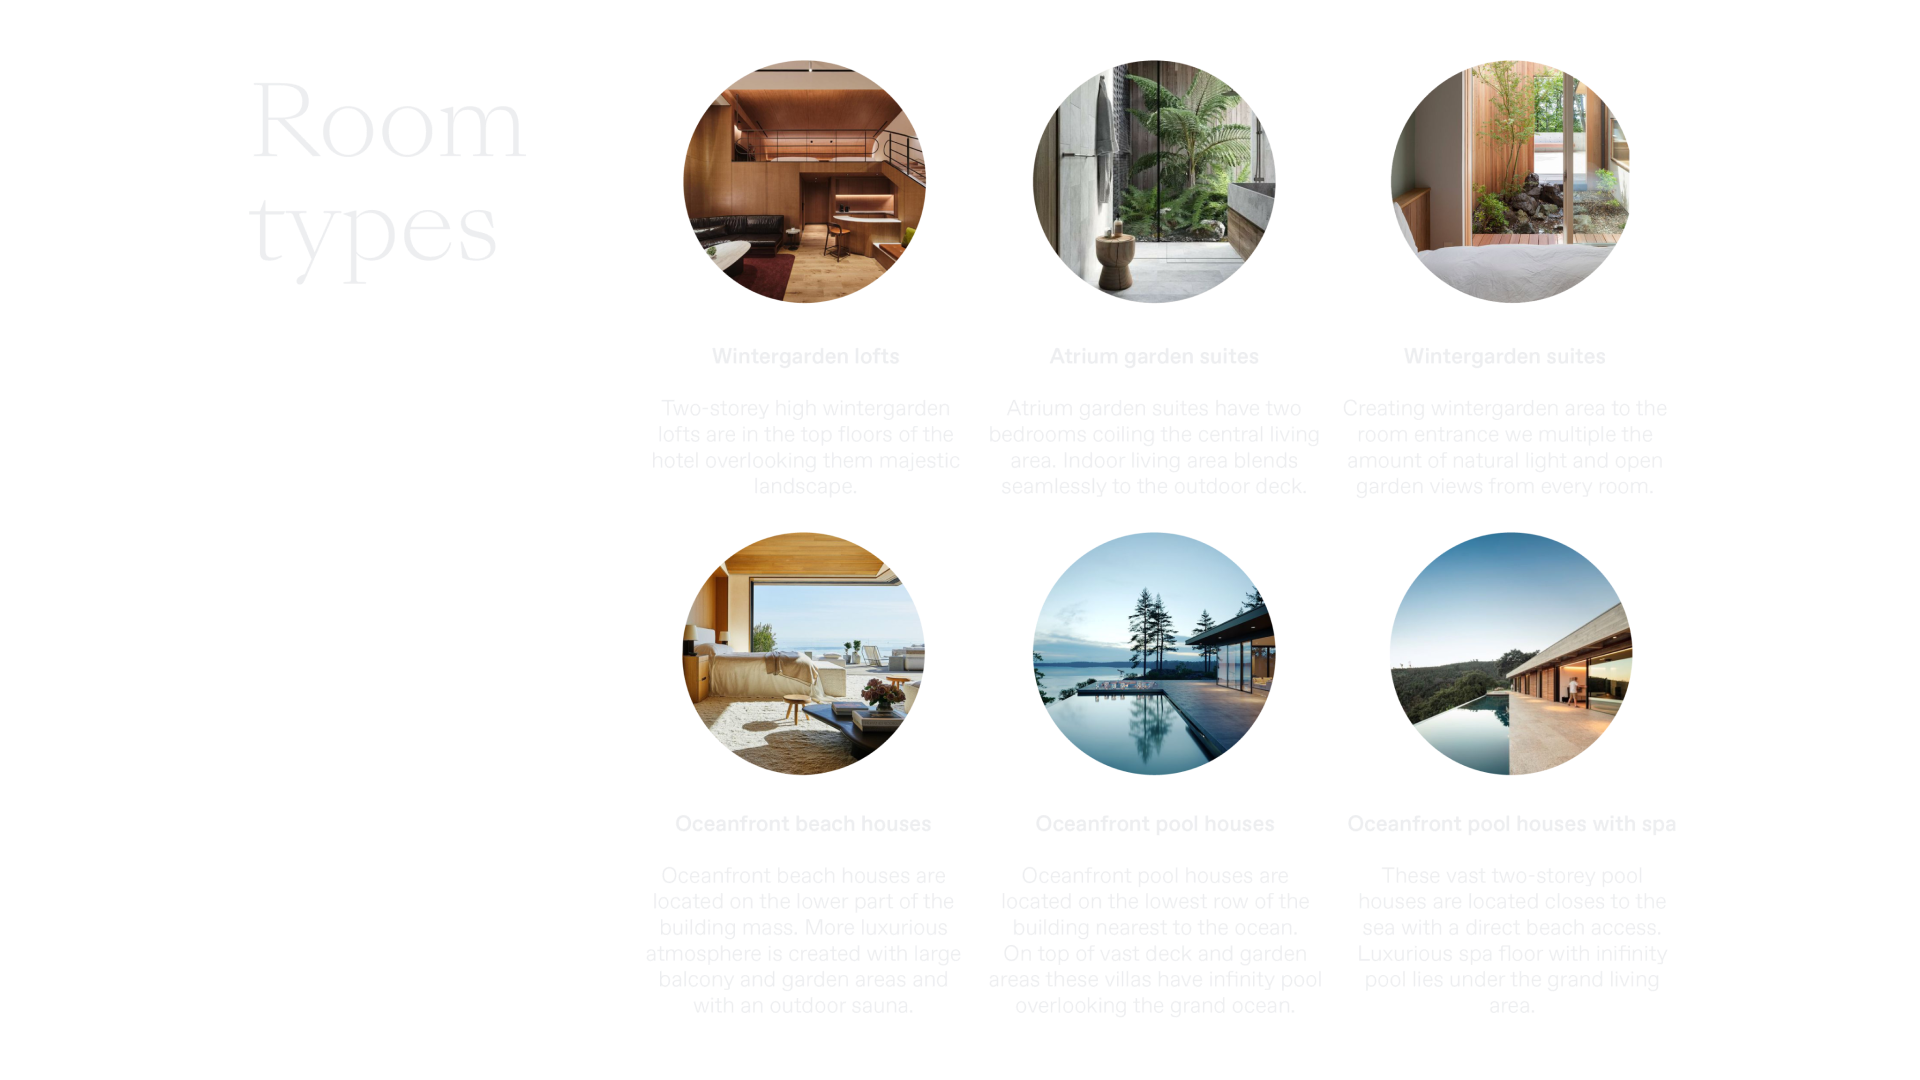 Room
types
Wintergarden lofts
Two-storey high wintergarden
lofts are in the top floors of the
hotel overlooking them majestic
landscape.
Atrium garden suites
Atrium garden suites have two
bedrooms coiling the central living
area. Indoor living area blends
seamlessly to the outdoor deck.
Wintergarden suites
Creating wintergarden area to the
room entrance we multiple the
amount of natural light and open
garden views from every room.
Oceanfront beach houses
Oceanfront beach houses are
located on the lower part of the
building mass. More luxurious
atmosphere is created with large
balcony and garden areas and
with an outdoor sauna.
Oceanfront pool houses
Oceanfront pool houses are
located on the lowest row of the
building nearest to the ocean.
On top of vast deck and garden
areas these villas have infinity pool
overlooking the grand ocean.
Oceanfront pool houses with spa
These vast two-storey pool
houses are located closes to the
sea with a direct beach access.
Luxurious spa floor with inifinity
pool lies under the grand living
area.